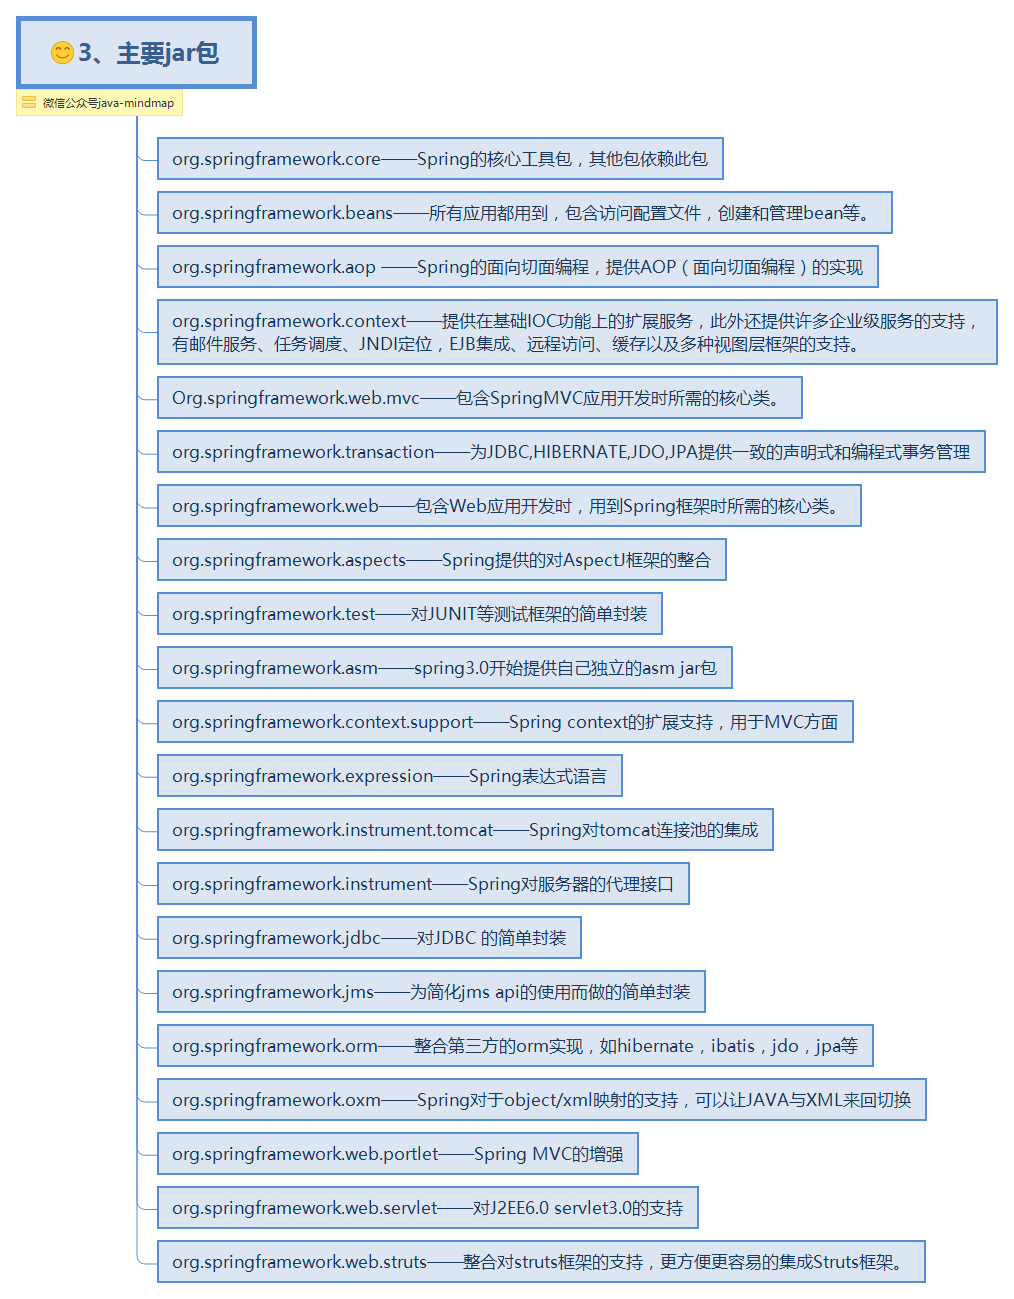 3、主要jar包
微信公众号java-mindmap
org.springframework.core——Spring的核心工具包，其他包依赖此包
org.springframework.beans——所有应用都用到，包含访问配置文件，创建和管理bean等。
org.springframework.aop ——Spring的面向切面编程，提供AOP（面向切面编程）的实现
org.springframework.context——提供在基础IOC功能上的扩展服务，此外还提供许多企业级服务的支持，
有邮件服务、任务调度、JNDI定位，EJB集成、远程访问、缓存以及多种视图层框架的支持。
Org.springframework.web.mvc——包含SpringMVC应用开发时所需的核心类。
org.springframework.transaction——为JDBC,HIBERNATE,JDO,JPA提供一致的声明式和编程式事务管理
org.springframework.web——包含Web应用开发时，用到Spring框架时所需的核心类。
org.springframework.aspects——Spring提供的对AspectJ框架的整合
org.springframework.test——对JUNIT等测试框架的简单封装
org.springframework.asm——spring3.0开始提供自己独立的asm jar包
org.springframework.context.support——Spring context的扩展支持，用于MVC方面
org.springframework.expression——Spring表达式语言
org.springframework.instrument.tomcat——Spring对tomcat连接池的集成
org.springframework.instrument——Spring对服务器的代理接口
org.springframework.jdbc——对JDBC 的简单封装
org.springframework.jms——为简化jms api的使用而做的简单封装
org.springframework.orm——整合第三方的orm实现，如hibernate，ibatis，jdo，jpa等
org.springframework.oxm——Spring对于object/xml映射的支持，可以让JAVA与XML来回切换
org.springframework.web.portlet——Spring MVC的增强
org.springframework.web.servlet——对J2EE6.0 servlet3.0的支持
org.springframework.web.struts——整合对struts框架的支持，更方便更容易的集成Struts框架。